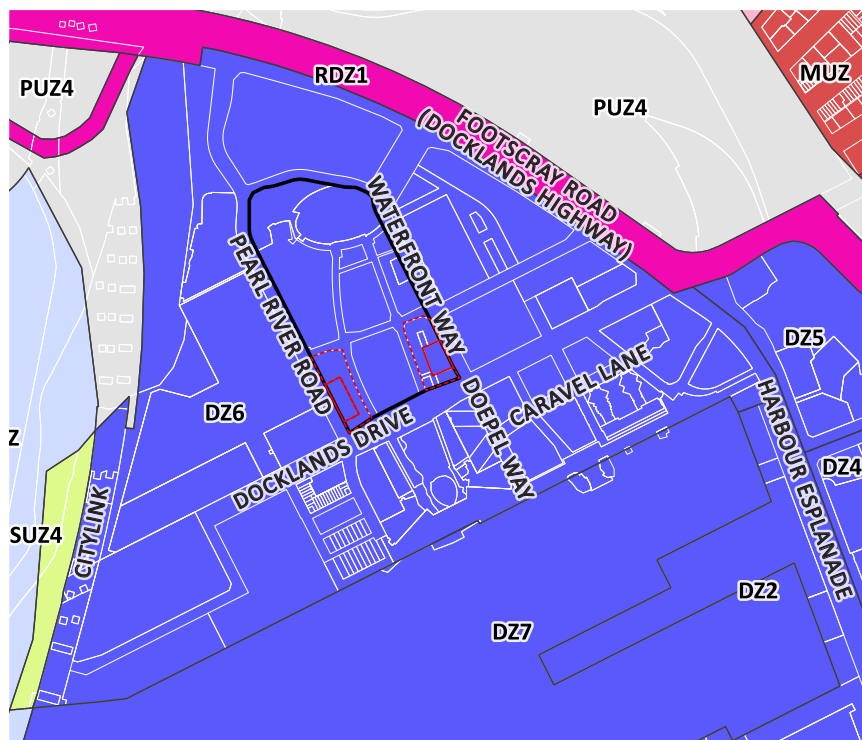 RDZ1
MUZ
PUZ4
PUZ4
FOOTSCRAY ROAD
(DOCKLANDS HIGHWAY)
WATERFRONT WAY
PEARL RIVER ROAD
DZ5
CARAVEL LANE
DZ6
DOCKLANDS DRIVE
DOEPEL WAY
HARBOUR ESPLANADE
Z
DZ4
SUZ4
CITYLINK
DZ2
DZ7